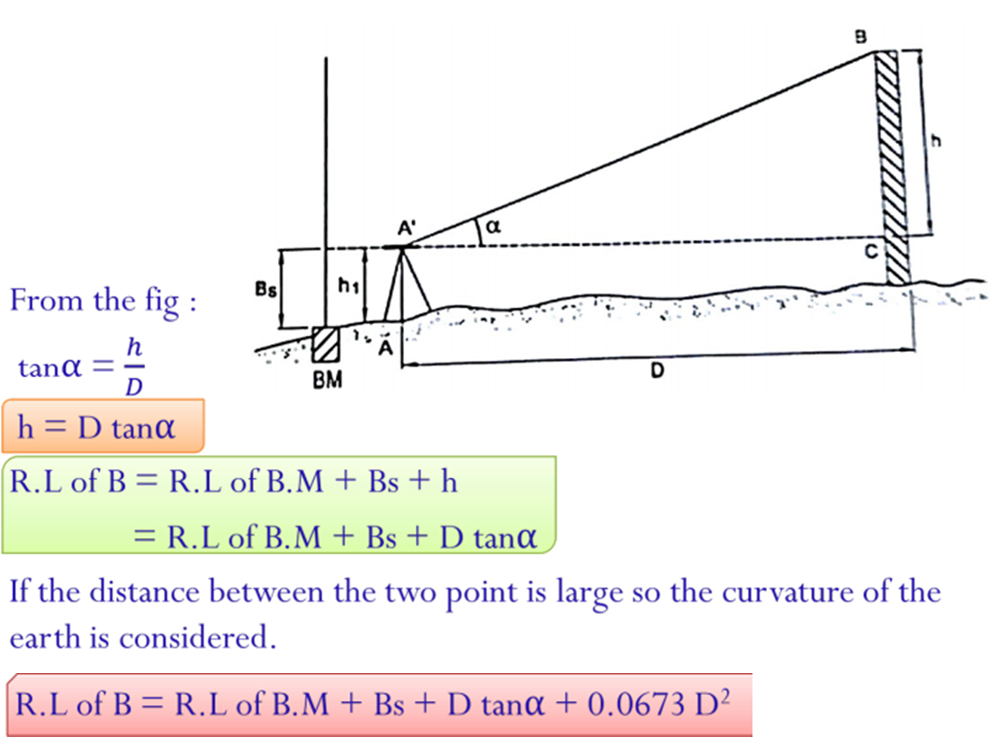 B
h
A'
α
C
Bs
h1
From the fig :
A
tanα = h/D
D
BM
h = D tanα
R.L of B = R.L of B.M + Bs + h
= R.L of B.M + Bs + D tanα
If the distance between the two point is large so the curvature of the
earth is considered.
R.L of B = R.L of B.M + Bs + D tanα + 0.0673 D²